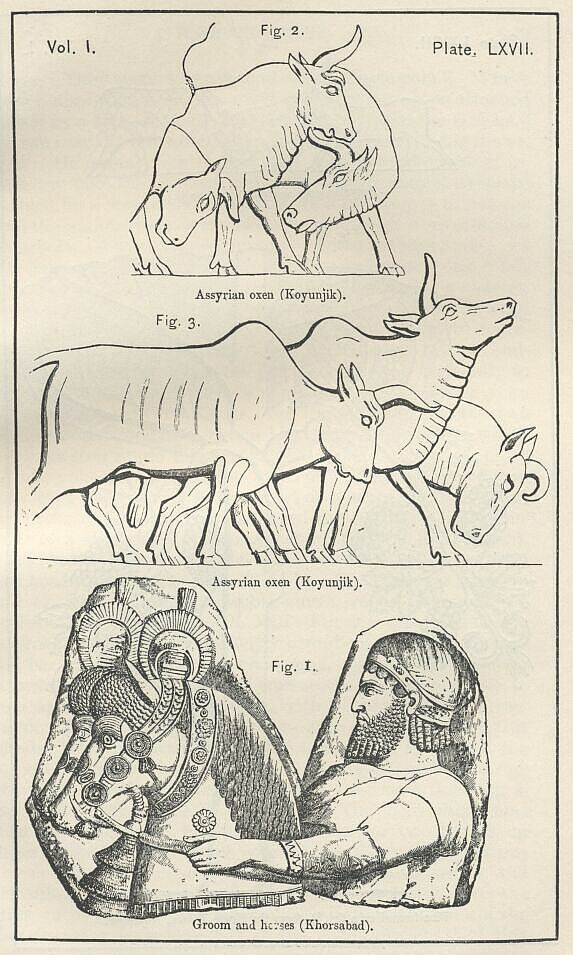 Vol. I.
Fig. 2.
Plate, LXVII.
Assyrian oxen (Koyunjik).
Fig. 3.
Assyrian oxen (Koyunjik).
Fig. 1.
Groom and horses (Khorsabad).